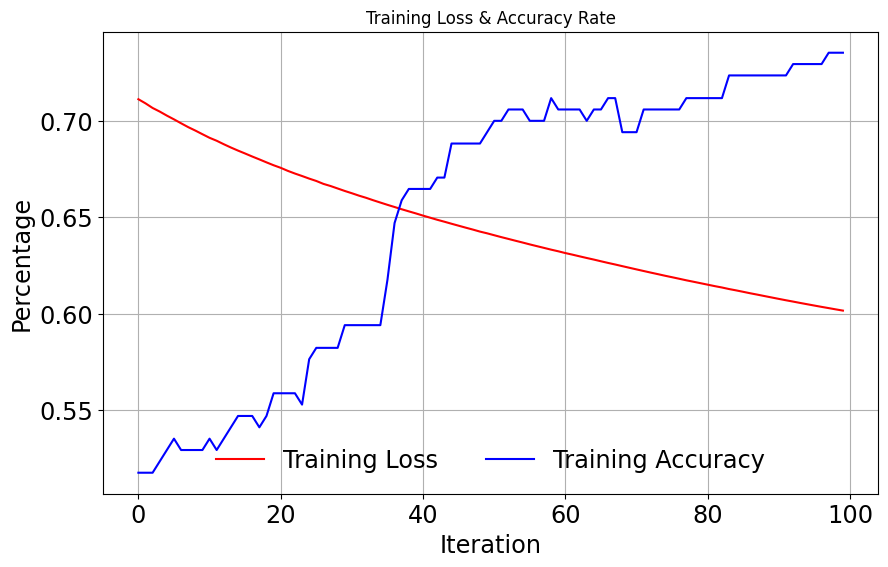 Training Loss & Accuracy Rate
Percentage
0.70
0.65
0.60
0.55
Training Loss
Training Accuracy
0 20 40 60 80 100
Iteration